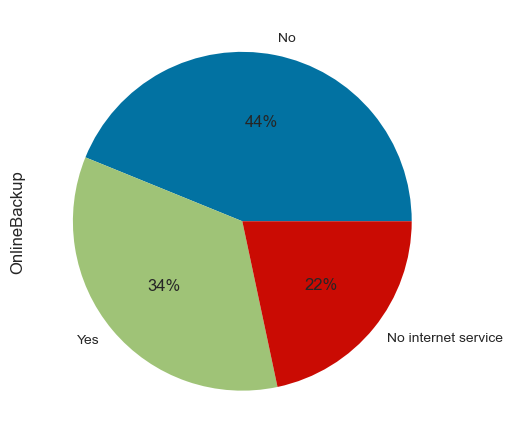 No
44%
OnlineBackup
34%
22%
Yes
No internet service